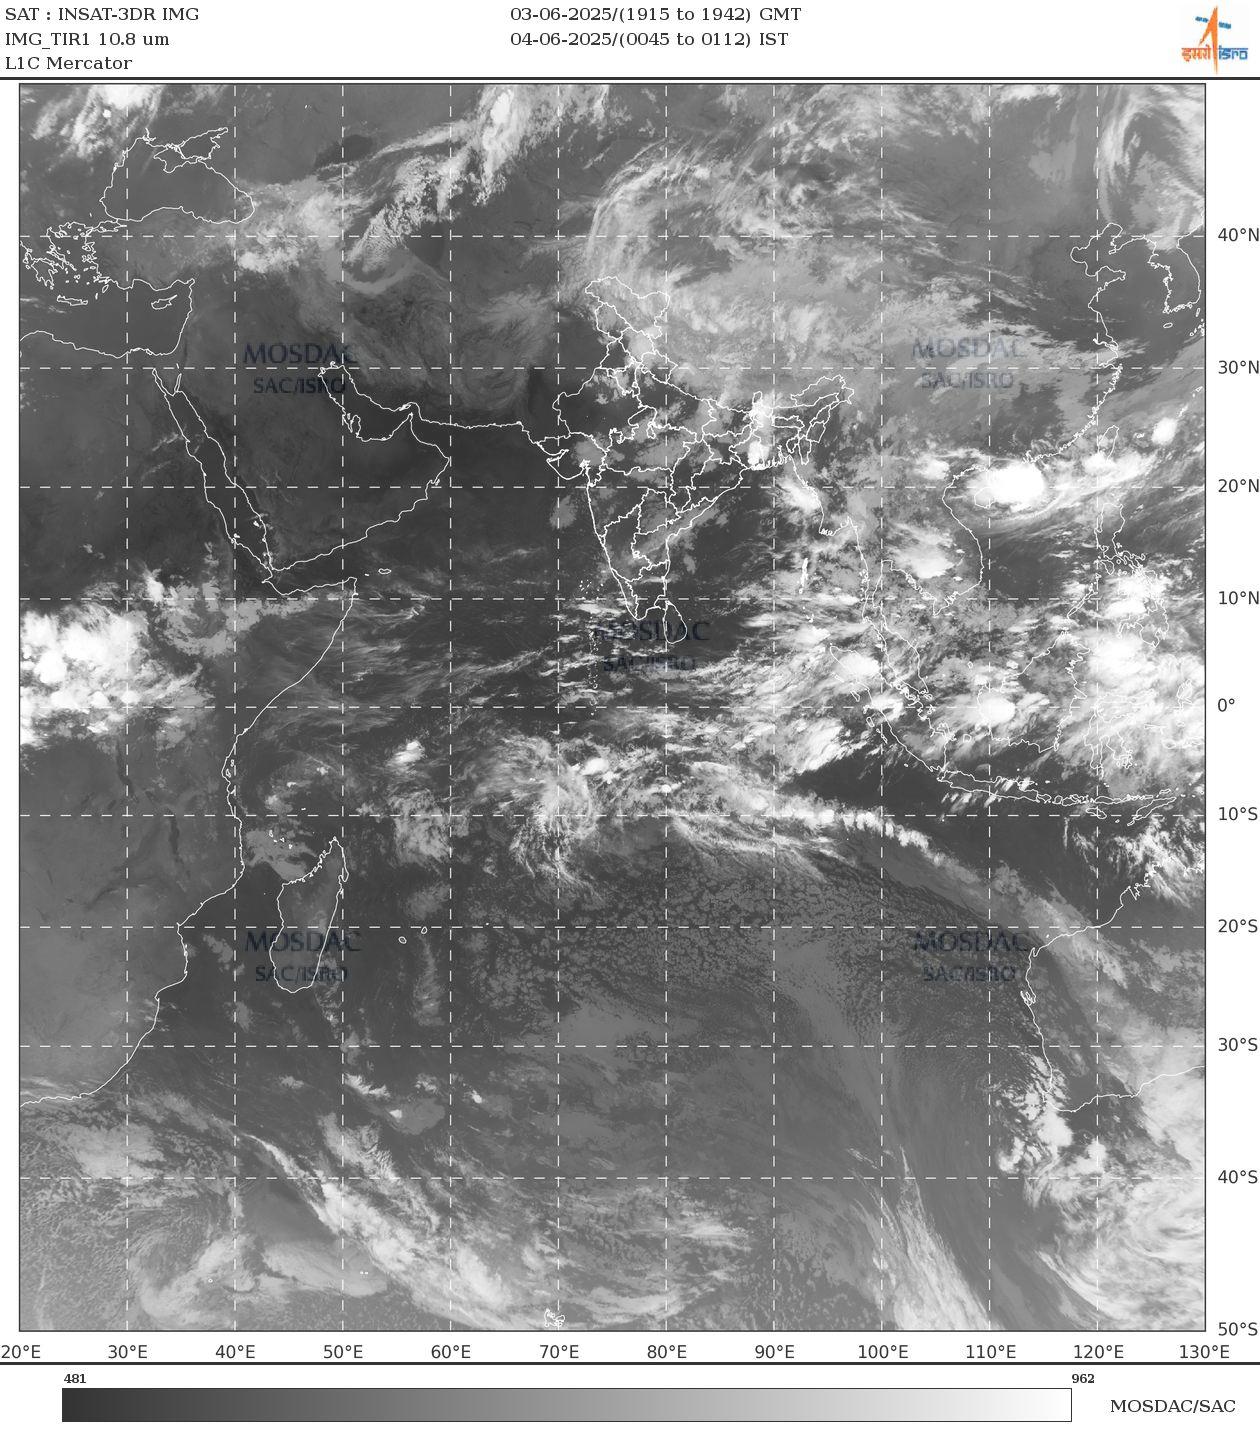 SAT : INSAT-3DR IMG
IMG_TIR1 10.8 um
L1C Mercator
03-06-2025/(1915 to 1942) GMT
04-06-2025/(0045 to 0112) IST
इसरो isro
40°N
30°N
20°N
10°N
0°
10°S
20°S
30°S
40°S
50°S
MOSDAC
SAC/ISRO
MOSDAC
SAC/ISRO
MOSDAC
SAC/ISRO
MOSDAC
SAC/ISRO
MOSDAC
SAC/ISRO
20°E 30°E 40°E 50°E 60°E 70°E 80°E 90°E 100°E 110°E 120°E 130°E
481
962
MOSDAC/SAC